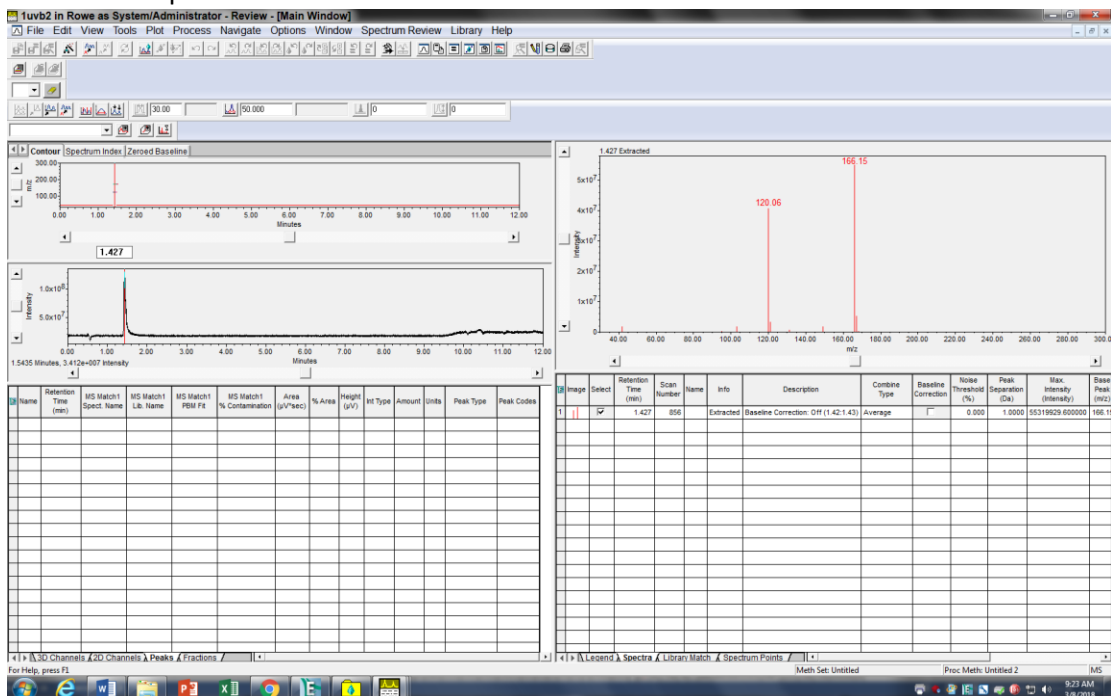 1uvb2 in Rowe as System/Administrator - Review - [Main Window]
File Edit View Tools Plot Process Navigate Options Window Spectrum Review Library Help
30.00 50.000 0 0
Contour Spectrum Index Zeroed Baseline
300.00
200.00
100.00
m/z
0.00 1.00 2.00 3.00 4.00 5.00 6.00 7.00 8.00 9.00 10.00 11.00 12.00
Minutes
1.427
1.0x10^8
5.0x10^7
Intensity
0.00 1.00 2.00 3.00 4.00 5.00 6.00 7.00 8.00 9.00 10.00 11.00 12.00
Minutes
1.5435 Minutes, 3.412e+007 Intensity
Name Retention Time (min) MS Match1 Spect. Name MS Match1 Lib. Name MS Match1 PBM Fit MS Match1 % Contamination Area (µV*sec) % Area Height (µV) Int Type Amount Units Peak Type Peak Codes
3D Channels 2D Channels Peaks Fractions
1.427 Extracted
166.15
120.06
5x10^7
4x10^7
3x10^7
2x10^7
1x10^7
0
Intensity
40.00 60.00 80.00 100.00 120.00 140.00 160.00 180.00 200.00 220.00 240.00 260.00 280.00 300.0
m/z
Image Select Retention Time (min) Scan Number Name Info Description Combine Type Baseline Correction Noise Threshold (%) Peak Separation (Da) Max. Intensity (Intensity) Base Peak (m/z)
1 1.427 856 Extracted Baseline Correction: Off (1.42:1.43) Average 0.000 1.0000 55319929.600000 166.15
Legend Spectra Library Match Spectrum Points
For Help, press F1
Meth Set: Untitled Proc Meth: Untitled 2 MS
9:23 AM
3/8/2018